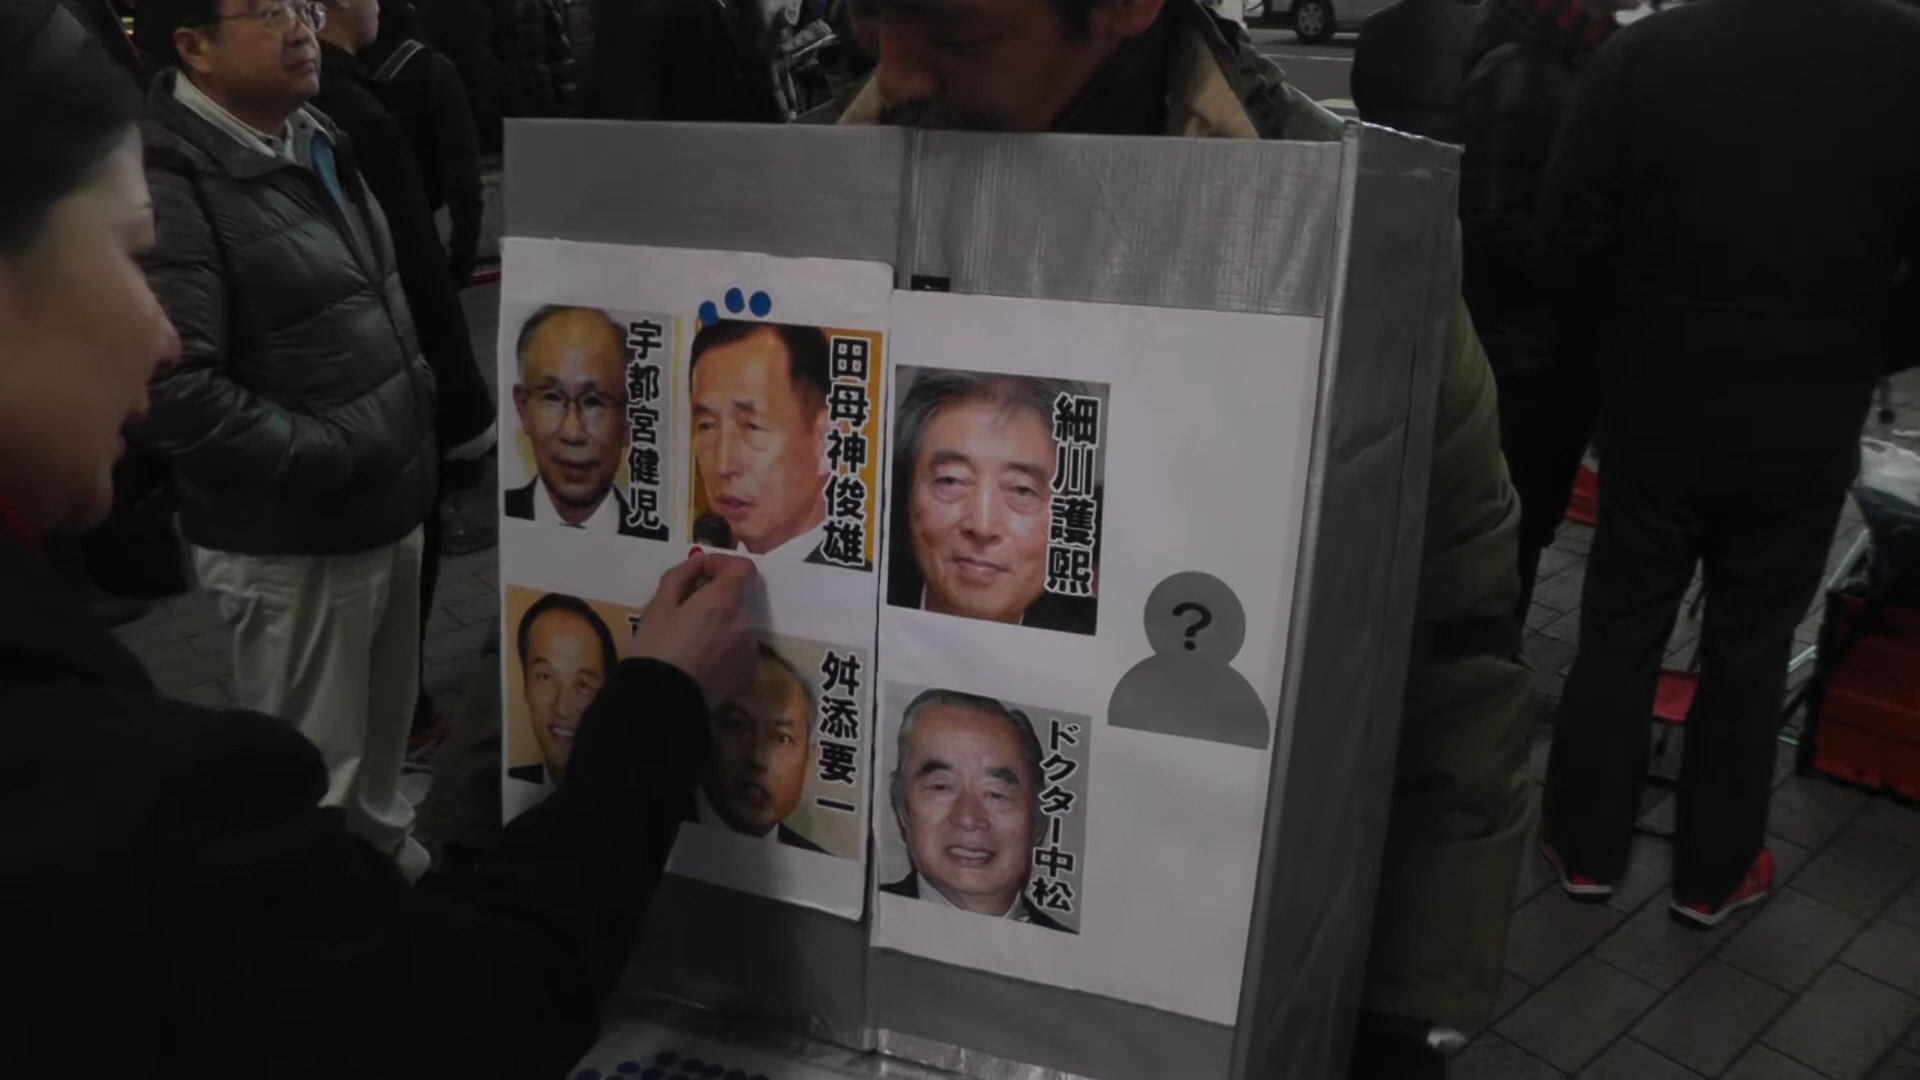 宇都宮健児
田母神俊雄
細川護熙
舛添要一
ドクター中松
?